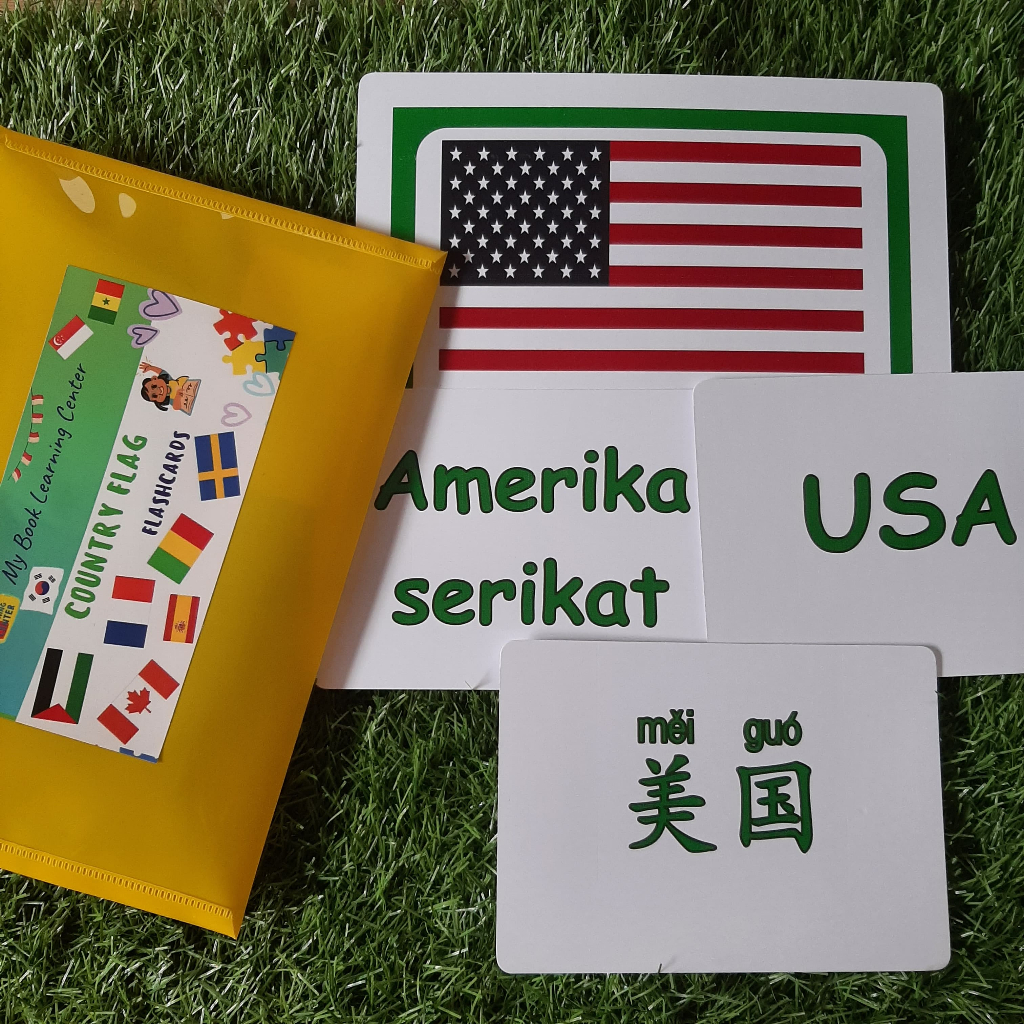 My Book Learning Center
COUNTRY FLAG
FLASHCARDS
Amerika
serikat
USA
měi guó
美国